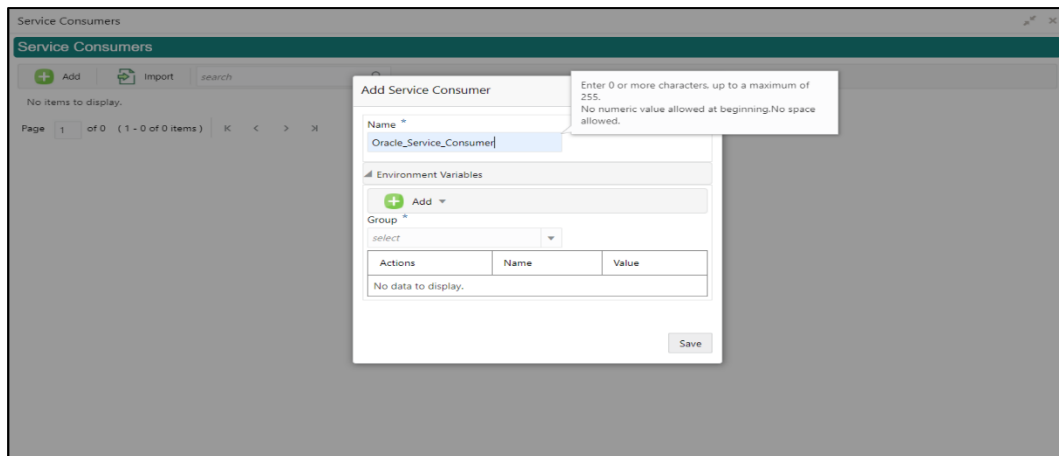 Service Consumers
Service Consumers
Add Import search
No items to display.
Page 1 of 0 (1 - 0 of 0 items)
Add Service Consumer
Enter 0 or more characters, up to a maximum of
255.
No numeric value allowed at beginning.No space
allowed.
Name *
Oracle_Service_Consumer
Environment Variables
Add
Group *
select
Actions Name Value
No data to display.
Save